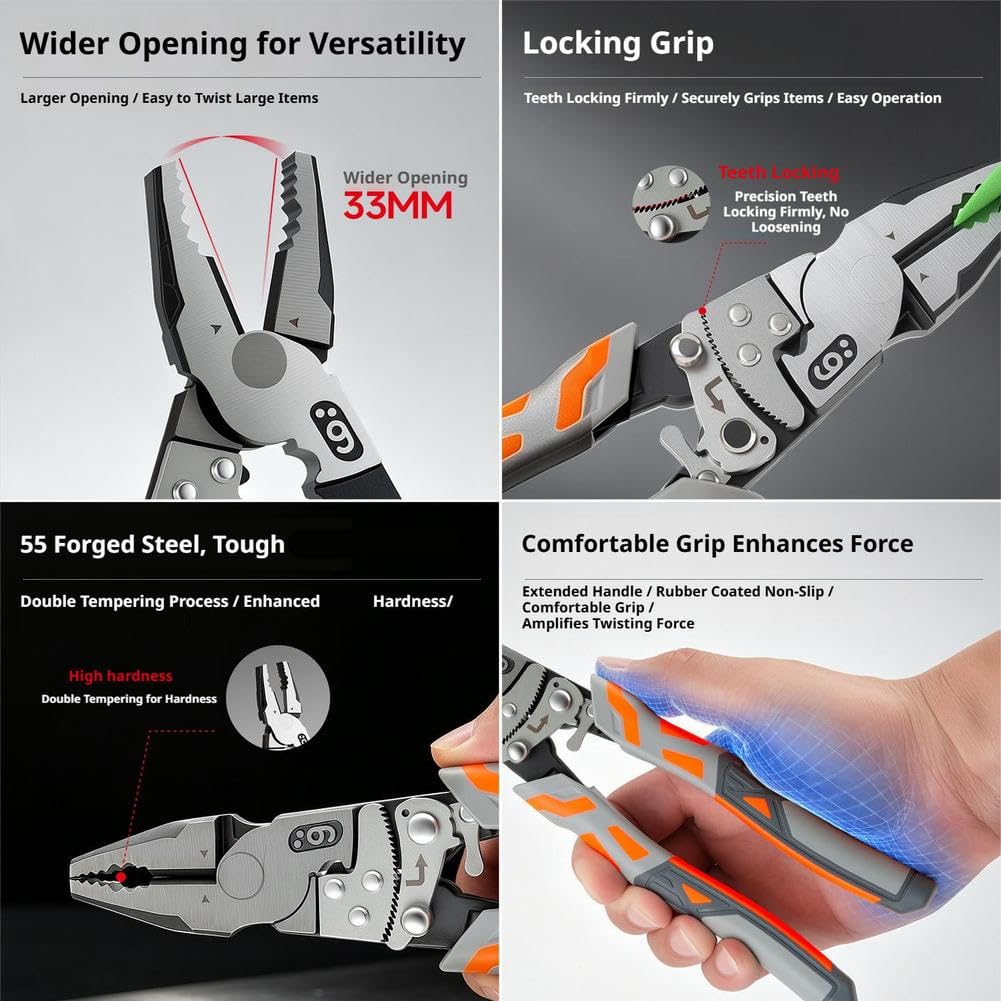 Wider Opening for Versatility
Larger Opening / Easy to Twist Large Items
Wider Opening
33MM
Locking Grip
Teeth Locking Firmly / Securely Grips Items / Easy Operation
Teeth Locking
Precision Teeth
Locking Firmly, No
Loosening
55 Forged Steel, Tough
Double Tempering Process / Enhanced Hardness/
High hardness
Double Tempering for Hardness
Comfortable Grip Enhances Force
Extended Handle / Rubber Coated Non-Slip /
Comfortable Grip /
Amplifies Twisting Force